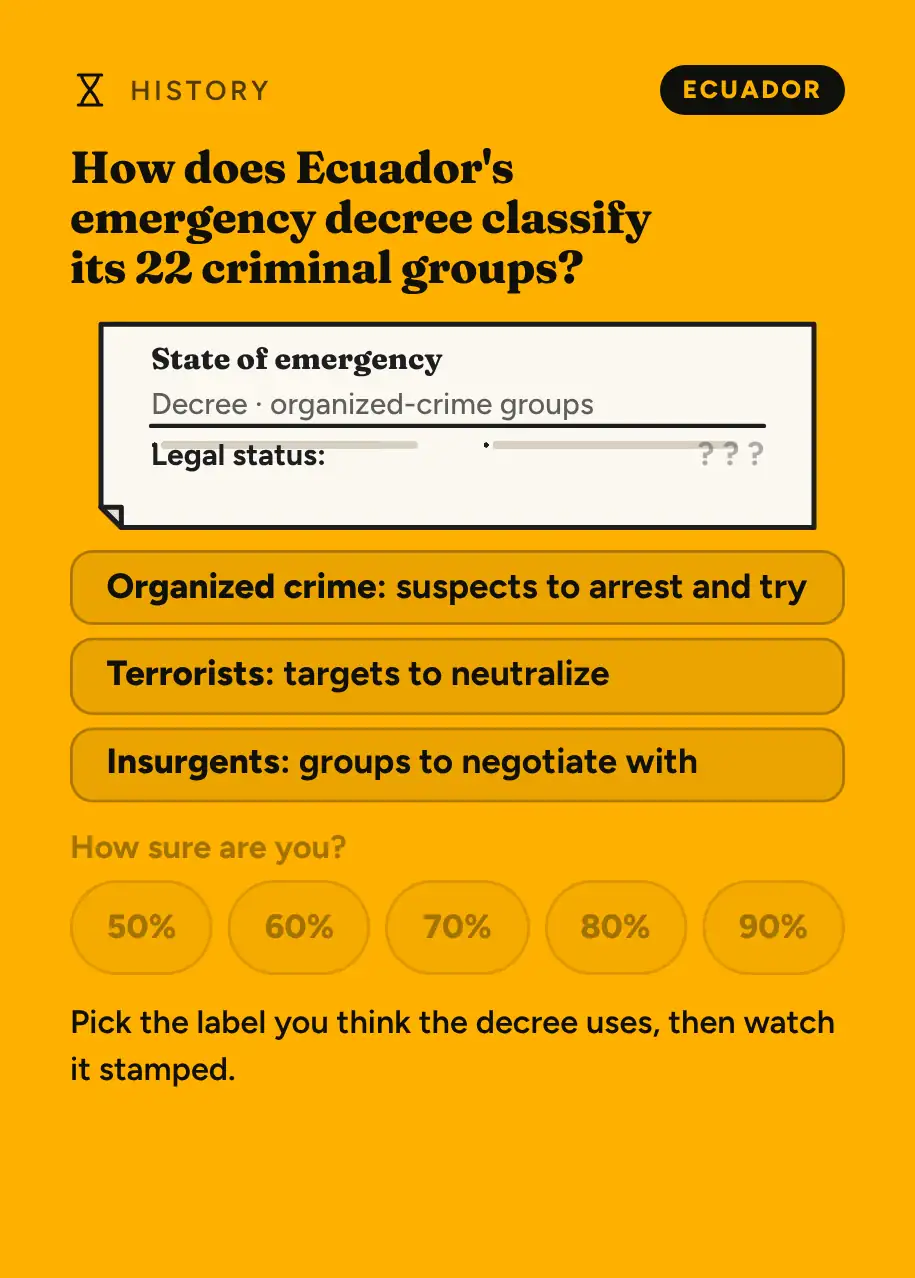 HISTORY
ECUADOR
How does Ecuador's
emergency decree classify
its 22 criminal groups?
State of emergency
Decree · organized-crime groups
Legal status:
? ? ?
Organized crime: suspects to arrest and try
Terrorists: targets to neutralize
Insurgents: groups to negotiate with
How sure are you?
50%
60%
70%
80%
90%
Pick the label you think the decree uses, then watch
it stamped.